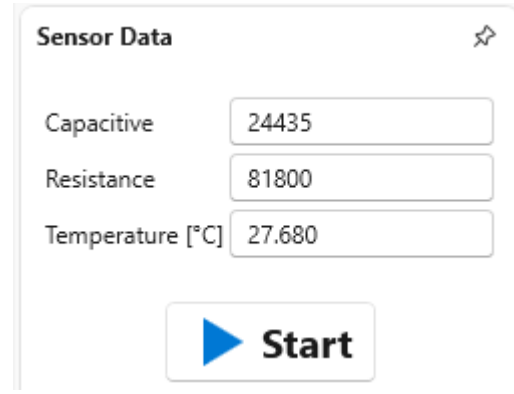 Sensor Data
Capacitive 24435
Resistance 81800
Temperature [°C] 27.680
Start